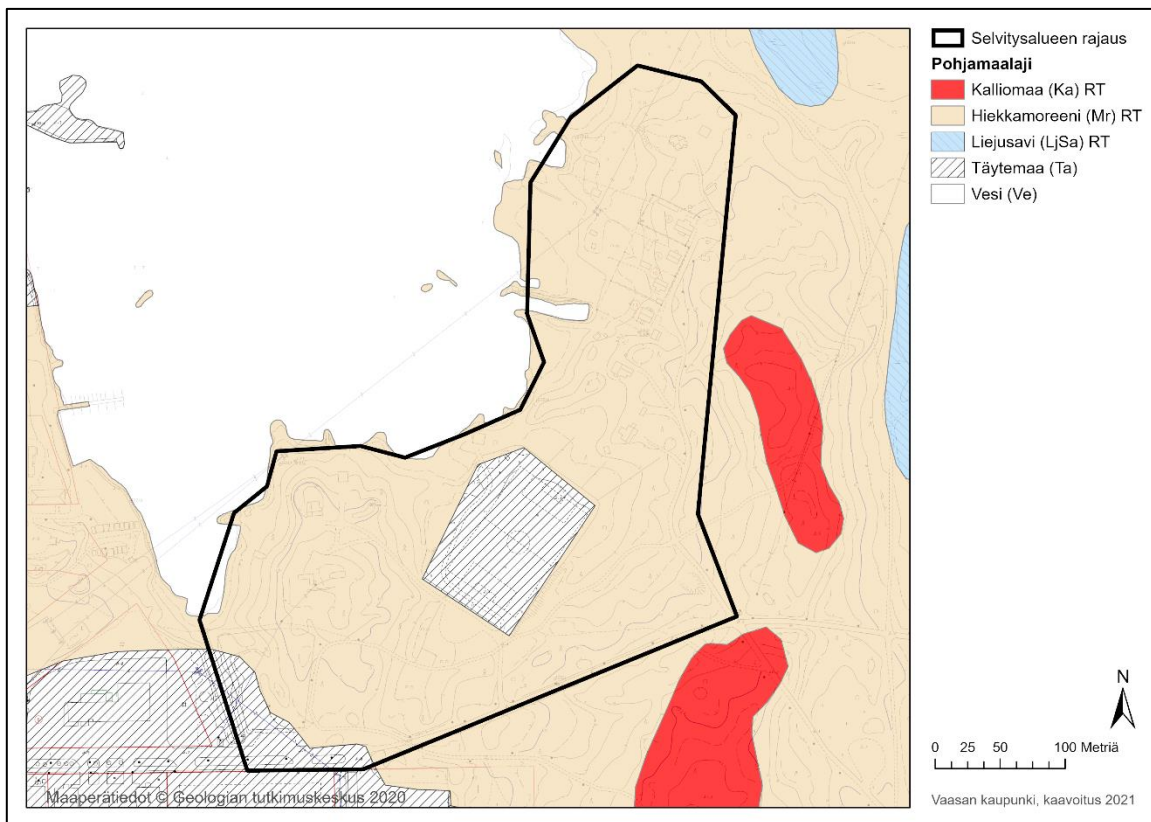 Selvitysalueen rajaus
Pohjamaalaji
Kalliomaa (Ka) RT
Hiekkamoreeni (Mr) RT
Liejusavi (LjSa) RT
Täytemaa (Ta)
Vesi (Ve)
N
0 25 50 100 Metriä
Maaperätiedot © Geologian tutkimuskeskus 2020
Vaasan kaupunki, kaavoitus 2021